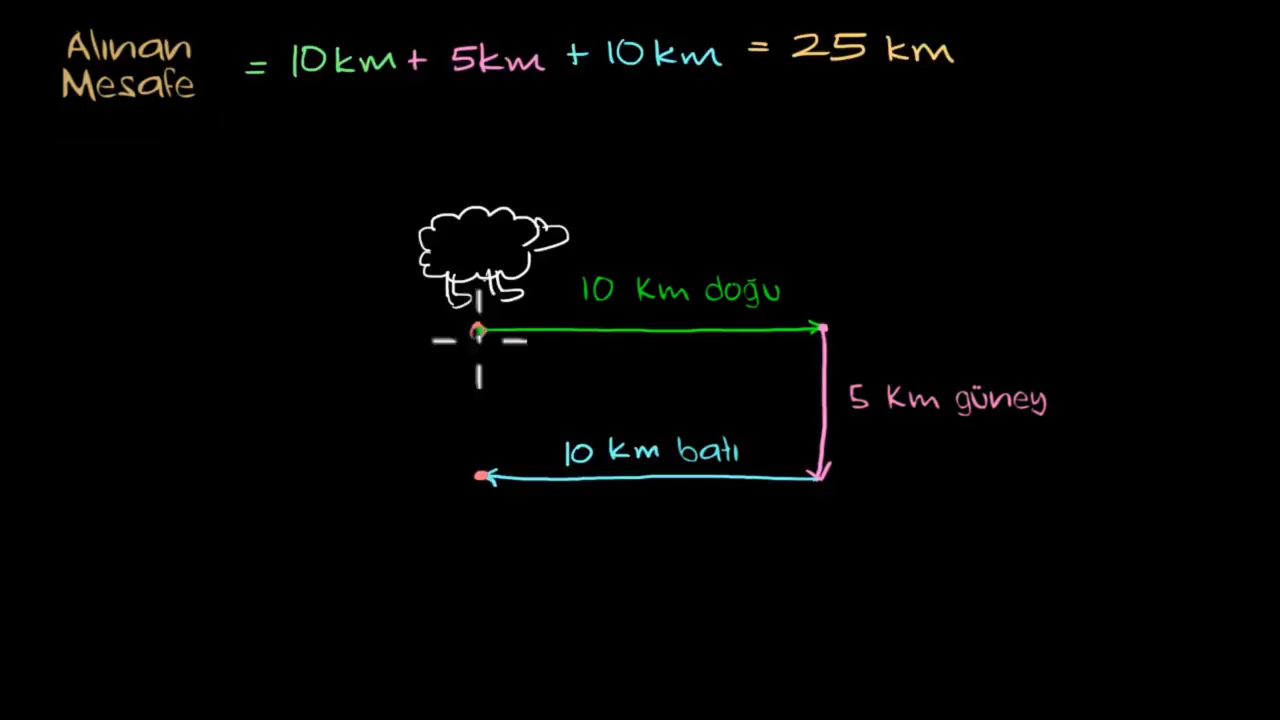 Alınan
Mesafe
= 10km + 5km + 10km = 25 km
10 Km doğu
5 Km güney
10 km batı